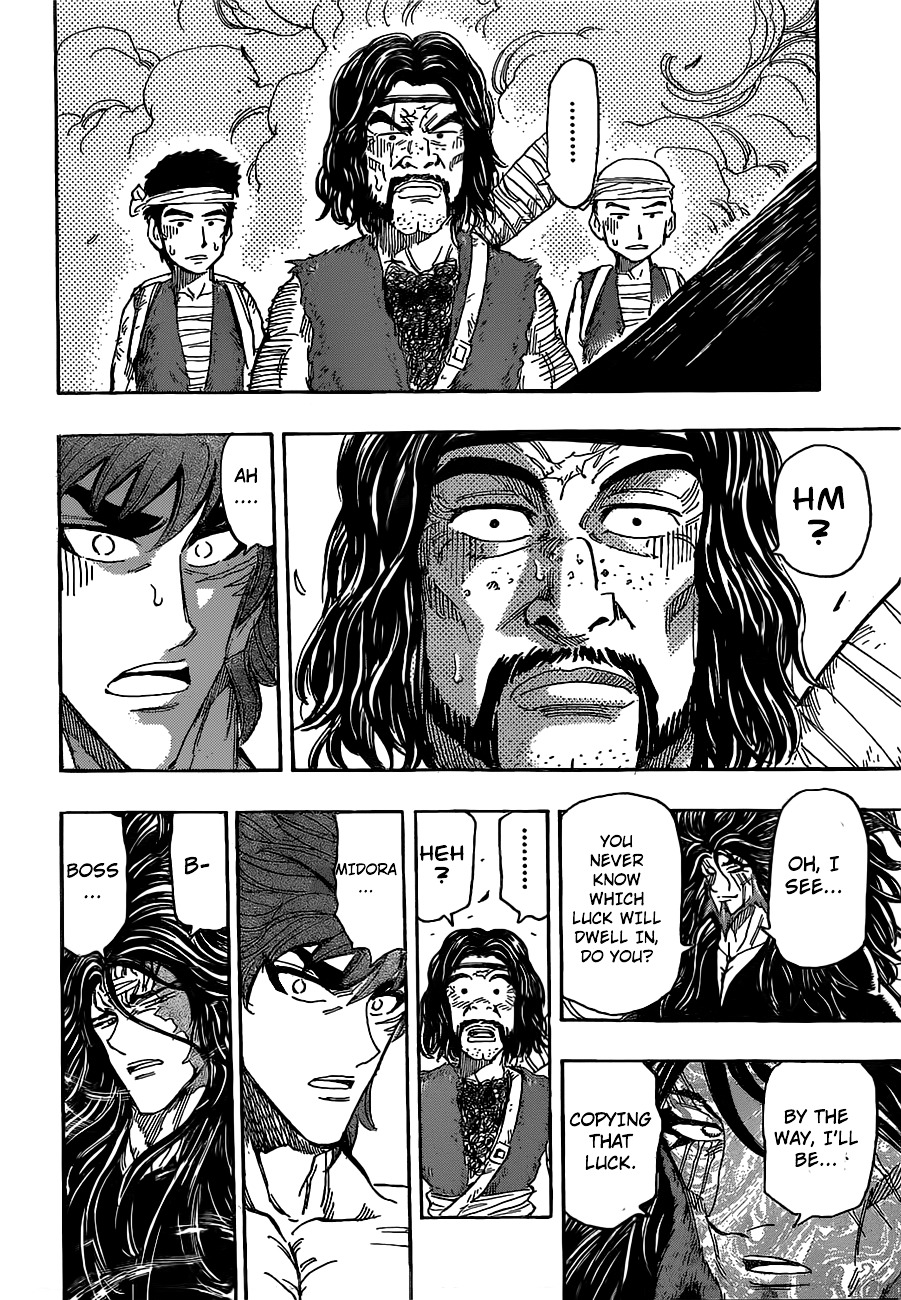 .........
HM
?
AH
.....
OH, I
SEE...
YOU
NEVER
KNOW
WHICH
LUCK WILL
DWELL IN,
DO YOU?
BY THE
WAY, I'LL
BE...
COPYING
THAT
LUCK.
.........
HEH
?
MIDORA
...
B-
BOSS
...